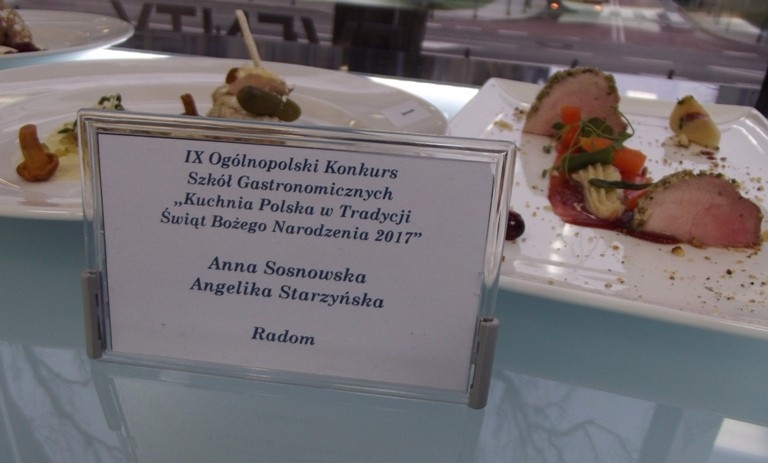 IX Ogólnopolski Konkurs
Szkół Gastronomicznych
„Kuchnia Polska w Tradycji
Świąt Bożego Narodzenia 2017”
Anna Sosnowska
Angelika Starzyńska
Radom